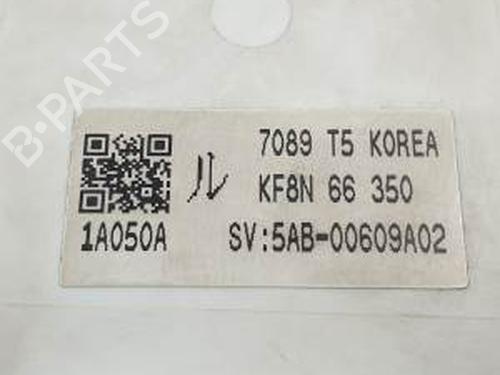 B-PARTS
7089 T5 KOREA
ル KF8N 66 350
1A050A SV:5AB-00609A02